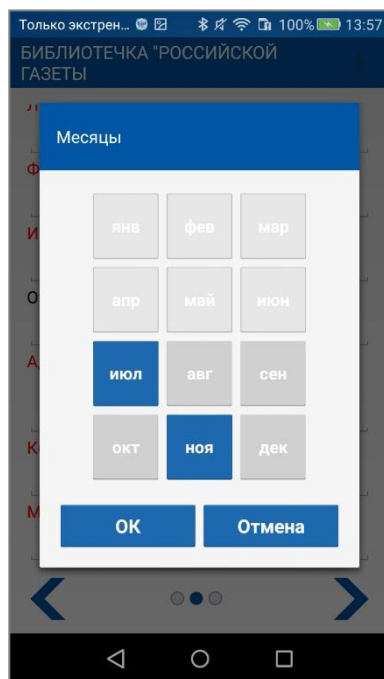 Только экстрен... 100% 13:57
БИБЛИОТЕЧКА "РОССИЙСКОЙ
ГАЗЕТЫ
Месяцы
янв фев мар
апр май июн
июл авг сен
окт ноя дек
ОК Отмена